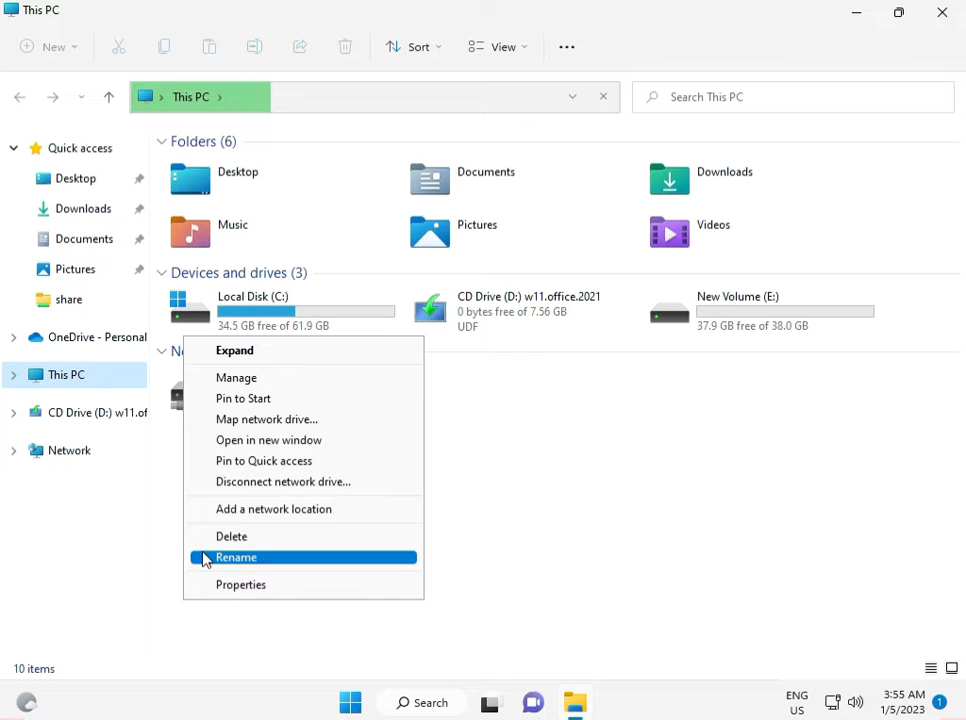 This PC
New
Sort
View
This PC
Search This PC
Quick access
Desktop
Downloads
Documents
Pictures
share
OneDrive - Personal
This PC
CD Drive (D:) w11.of
Network
Folders (6)
Desktop
Documents
Downloads
Music
Pictures
Videos
Devices and drives (3)
Local Disk (C:)
34.5 GB free of 61.9 GB
CD Drive (D:) w11.office.2021
0 bytes free of 7.56 GB
UDF
New Volume (E:)
37.9 GB free of 38.0 GB
Expand
Manage
Pin to Start
Map network drive...
Open in new window
Pin to Quick access
Disconnect network drive...
Add a network location
Delete
Rename
Properties
10 items
Search
ENG
US
3:55 AM
1/5/2023
1